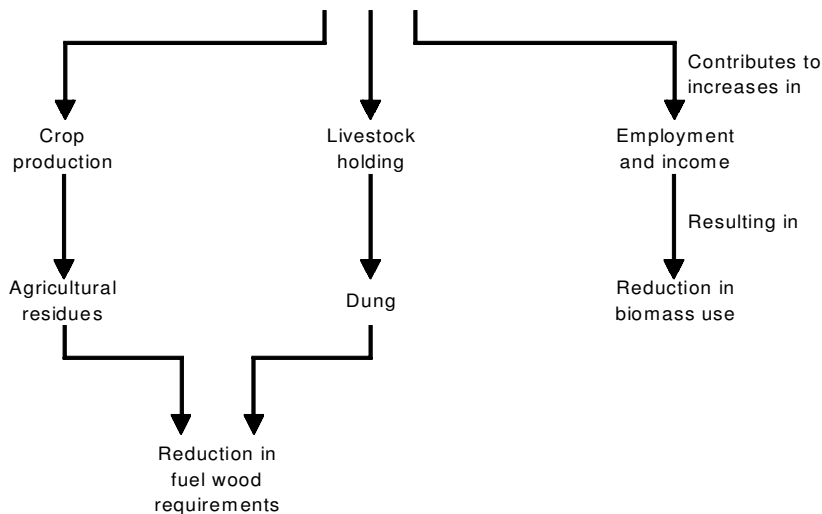 Contributes to
increases in
Crop
production
Livestock
holding
Employment
and income
Resulting in
Agricultural
residues
Dung
Reduction in
biomass use
Reduction in
fuel wood
requirements